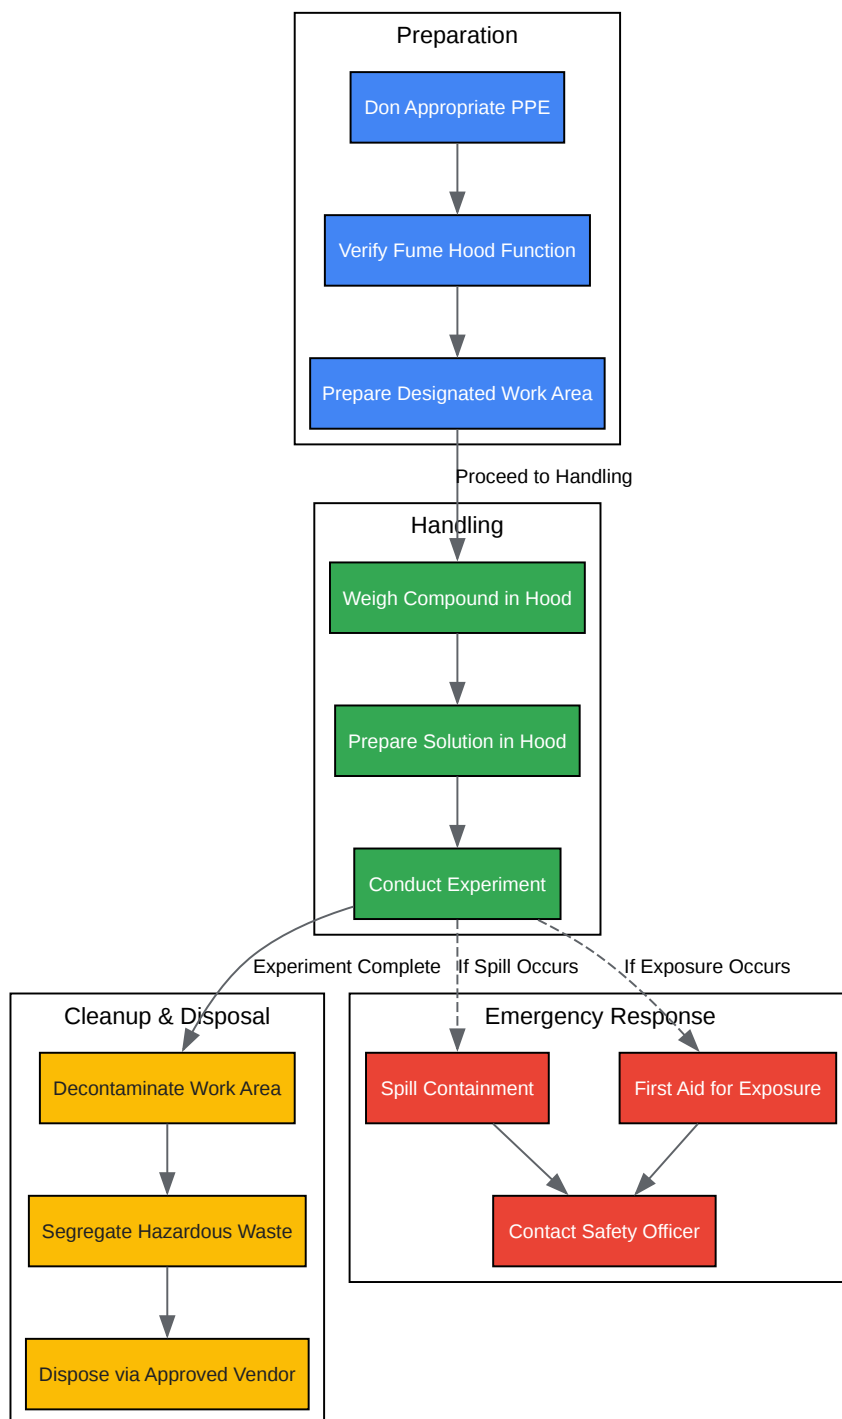 Preparation
Don Appropriate PPE
Verify Fume Hood Function
Prepare Designated Work Area
Proceed to Handling
Handling
Weigh Compound in Hood
Prepare Solution in Hood
Conduct Experiment
Experiment Complete
If Spill Occurs
If Exposure Occurs
Cleanup & Disposal
Decontaminate Work Area
Segregate Hazardous Waste
Dispose via Approved Vendor
Emergency Response
Spill Containment
First Aid for Exposure
Contact Safety Officer